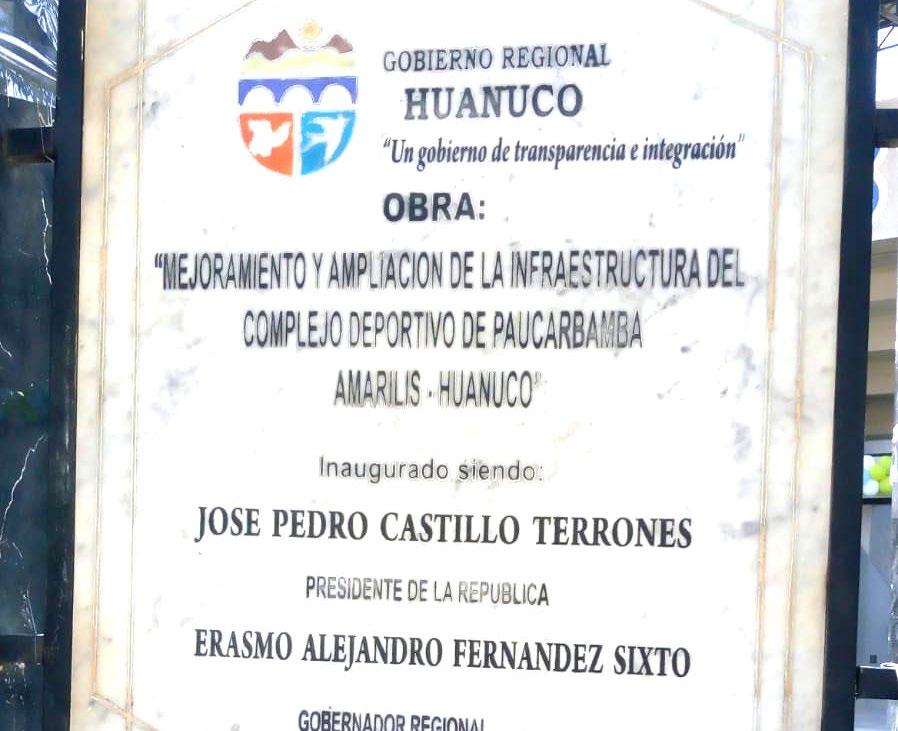 GOBIERNO REGIONAL
HUANUCO
"Un gobierno de transparencia e integración"
OBRA:
"MEJORAMIENTO Y AMPLIACION DE LA INFRAESTRUCTURA DEL
COMPLEJO DEPORTIVO DE PAUCARBAMBA
AMARILIS - HUANUCO"
Inaugurado siendo:
JOSE PEDRO CASTILLO TERRONES
PRESIDENTE DE LA REPUBLICA
ERASMO ALEJANDRO FERNANDEZ SIXTO
GOBERNADOR REGIONAL